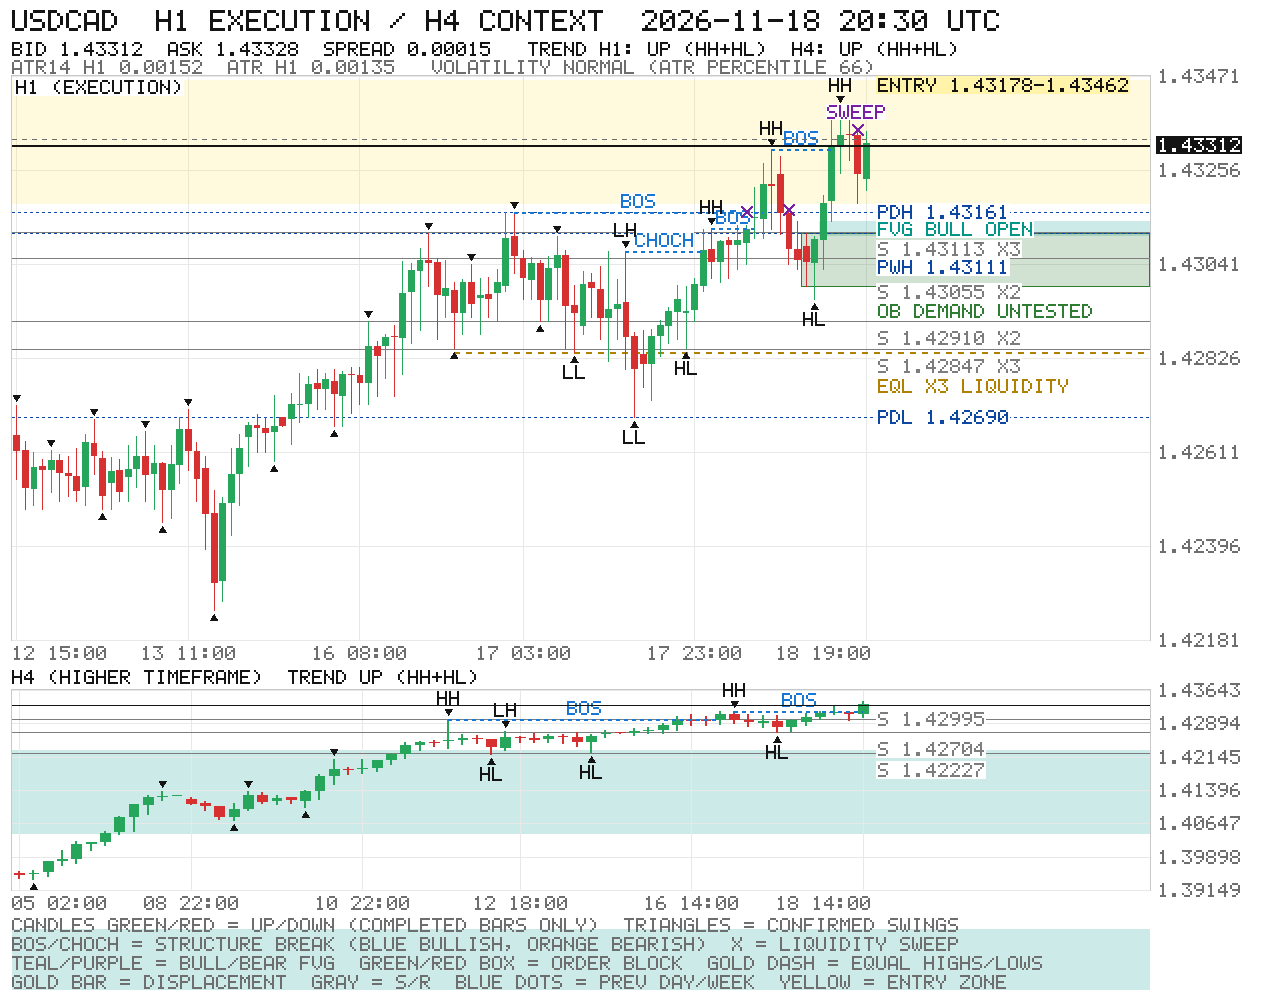 USDCAD  H1 EXECUTION / H4 CONTEXT  2026-11-18 20:30 UTC
BID 1.43312  ASK 1.43328  SPREAD 0.00015   TREND H1: UP (HH+HL)  H4: UP (HH+HL)
ATR14 H1 0.00152  ATR H1 0.00135   VOLATILITY NORMAL (ATR PERCENTILE 66)
H1 (EXECUTION)
1.43471
HH
ENTRY 1.43178-1.43462
SWEEP
HH
BOS
1.43312
1.43256
BOS
HH
BOS
PDH 1.43161
LH
CHOCH
FVG BULL OPEN
S 1.43113 X3
PWH 1.43111
1.43041
S 1.43055 X2
OB DEMAND UNTESTED
HL
S 1.42910 X2
1.42826
LL
HL
S 1.42847 X3
EQL X3 LIQUIDITY
PDL 1.42690
LL
1.42611
1.42396
1.42181
12 15:00
13 11:00
16 08:00
17 03:00
17 23:00
18 19:00
H4 (HIGHER TIMEFRAME)  TREND UP (HH+HL)
1.43643
HH
LH
BOS
HH
BOS
S 1.42995
1.42894
HL
HL
HL
S 1.42704
1.42145
S 1.42227
1.41396
1.40647
1.39898
1.39149
05 02:00
08 22:00
10 22:00
12 18:00
16 14:00
18 14:00
CANDLES GREEN/RED = UP/DOWN (COMPLETED BARS ONLY)  TRIANGLES = CONFIRMED SWINGS
BOS/CHOCH = STRUCTURE BREAK (BLUE BULLISH, ORANGE BEARISH)  X = LIQUIDITY SWEEP
TEAL/PURPLE = BULL/BEAR FVG  GREEN/RED BOX = ORDER BLOCK  GOLD DASH = EQUAL HIGHS/LOWS
GOLD BAR = DISPLACEMENT  GRAY = S/R  BLUE DOTS = PREV DAY/WEEK  YELLOW = ENTRY ZONE